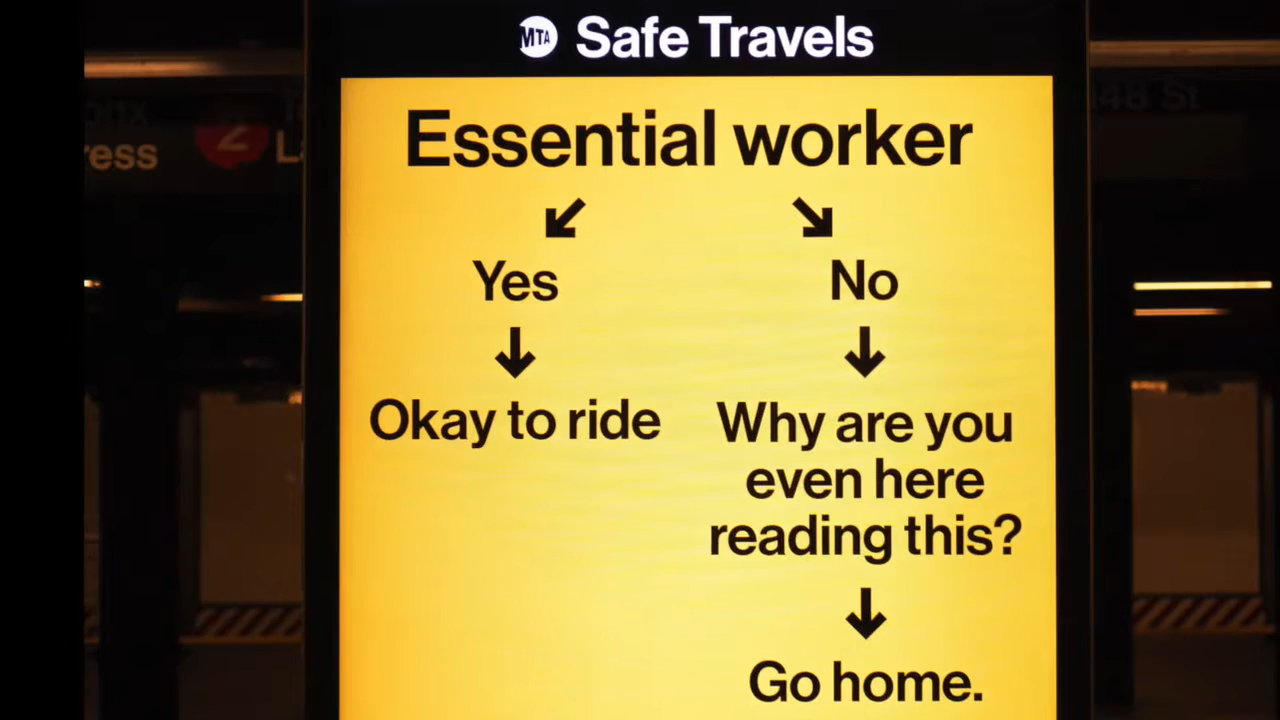 MTA Safe Travels
Essential worker
Yes
No
Okay to ride
Why are you
even here
reading this?
Go home.
2